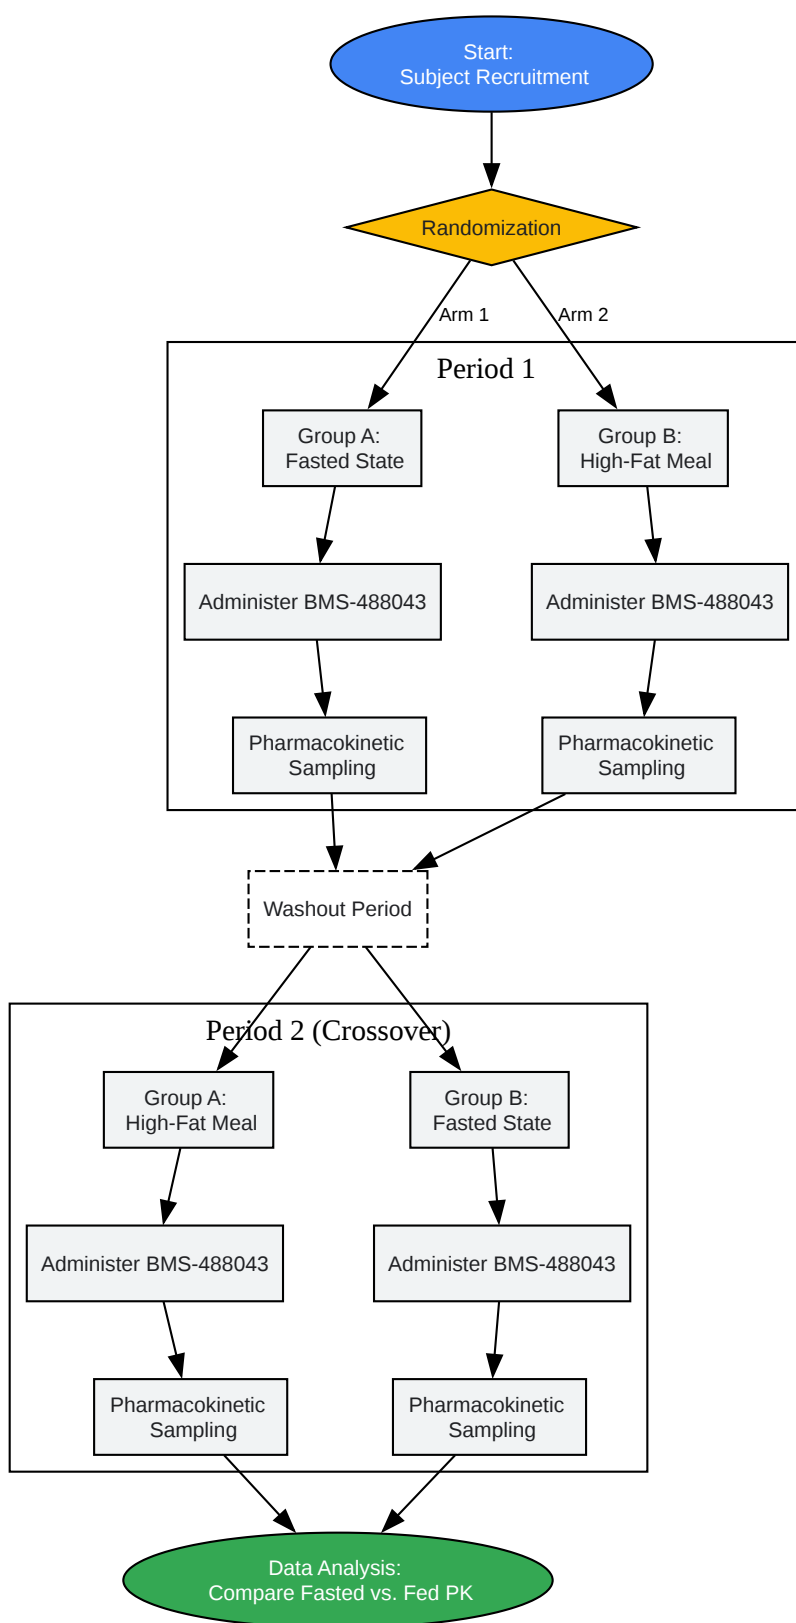 Start:
Subject Recruitment
Randomization
Arm 1
Arm 2
Period 1
Group A:
Fasted State
Group B:
High-Fat Meal
Administer BMS-488043
Administer BMS-488043
Pharmacokinetic
Sampling
Pharmacokinetic
Sampling
Washout Period
Period 2 (Crossover)
Group A:
High-Fat Meal
Group B:
Fasted State
Administer BMS-488043
Administer BMS-488043
Pharmacokinetic
Sampling
Pharmacokinetic
Sampling
Data Analysis:
Compare Fasted vs. Fed PK